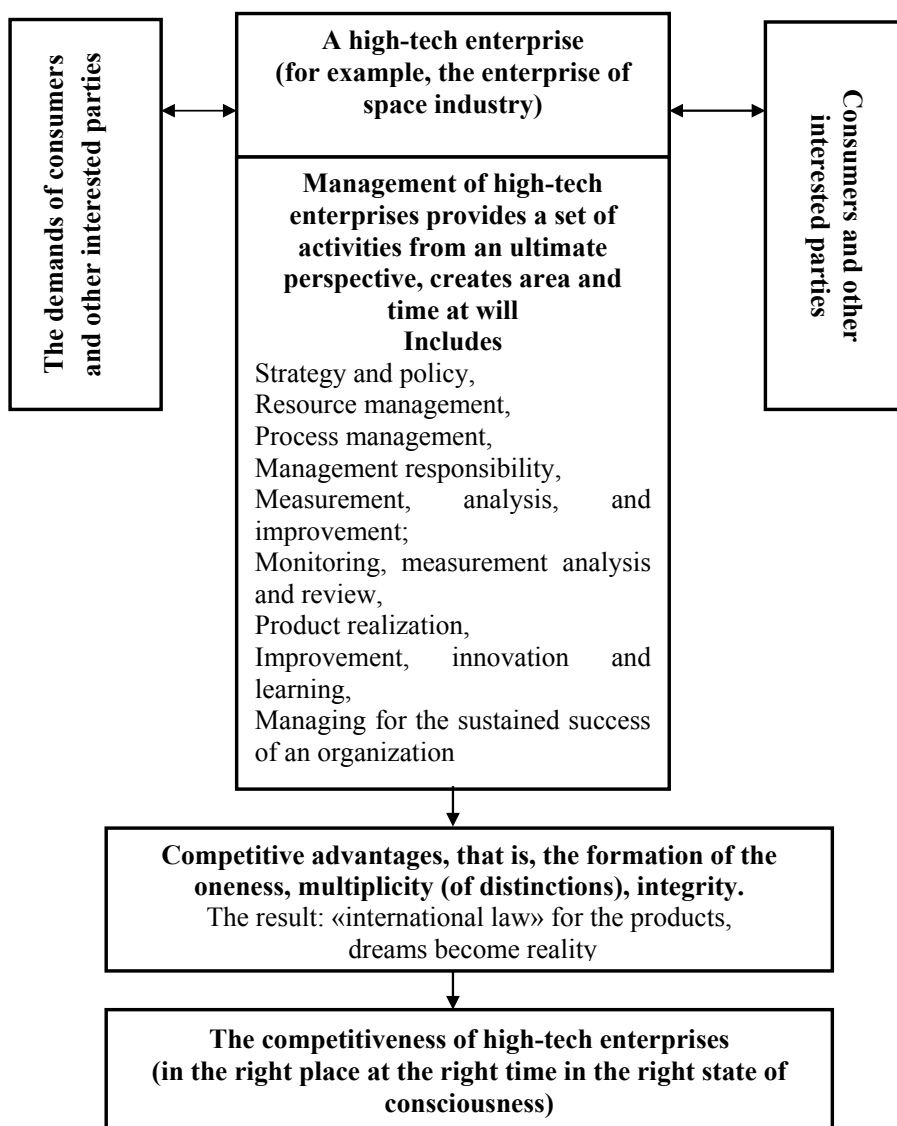 The demands of consumers
and other interested parties
A high-tech enterprise
(for example, the enterprise of
space industry)
Consumers and other
interested parties
Management of high-tech
enterprises provides a set of
activities from an ultimate
perspective, creates area and
time at will
Includes
Strategy and policy,
Resource management,
Process management,
Management responsibility,
Measurement, analysis, and
improvement;
Monitoring, measurement analysis
and review,
Product realization,
Improvement, innovation and
learning,
Managing for the sustained success
of an organization
Competitive advantages, that is, the formation of the
oneness, multiplicity (of distinctions), integrity.
The result: «international law» for the products,
dreams become reality
The competitiveness of high-tech enterprises
(in the right place at the right time in the right state of
consciousness)